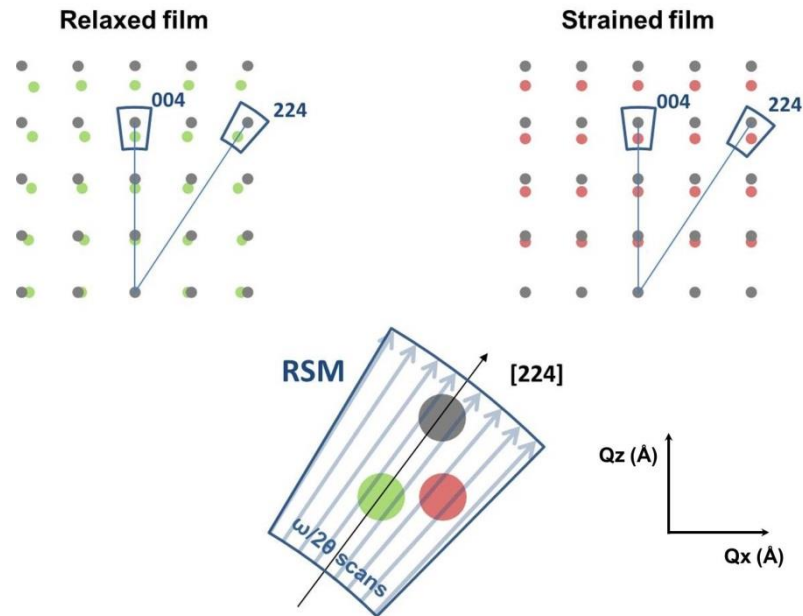 Relaxed film
Strained film
004
224
004
224
RSM
[224]
ω/2θ scans
Qz (Å)
Qx (Å)